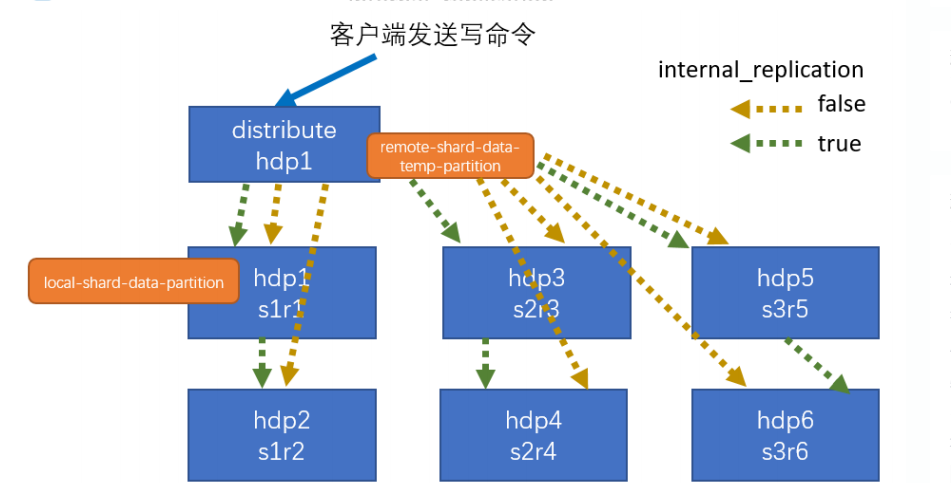 客户端发送写命令
internal_replication
false
true
distribute
hdp1
remote-shard-data-
temp-partition
local-shard-data-partition
hdp1
s1r1
hdp3
s2r3
hdp5
s3r5
hdp2
s1r2
hdp4
s2r4
hdp6
s3r6